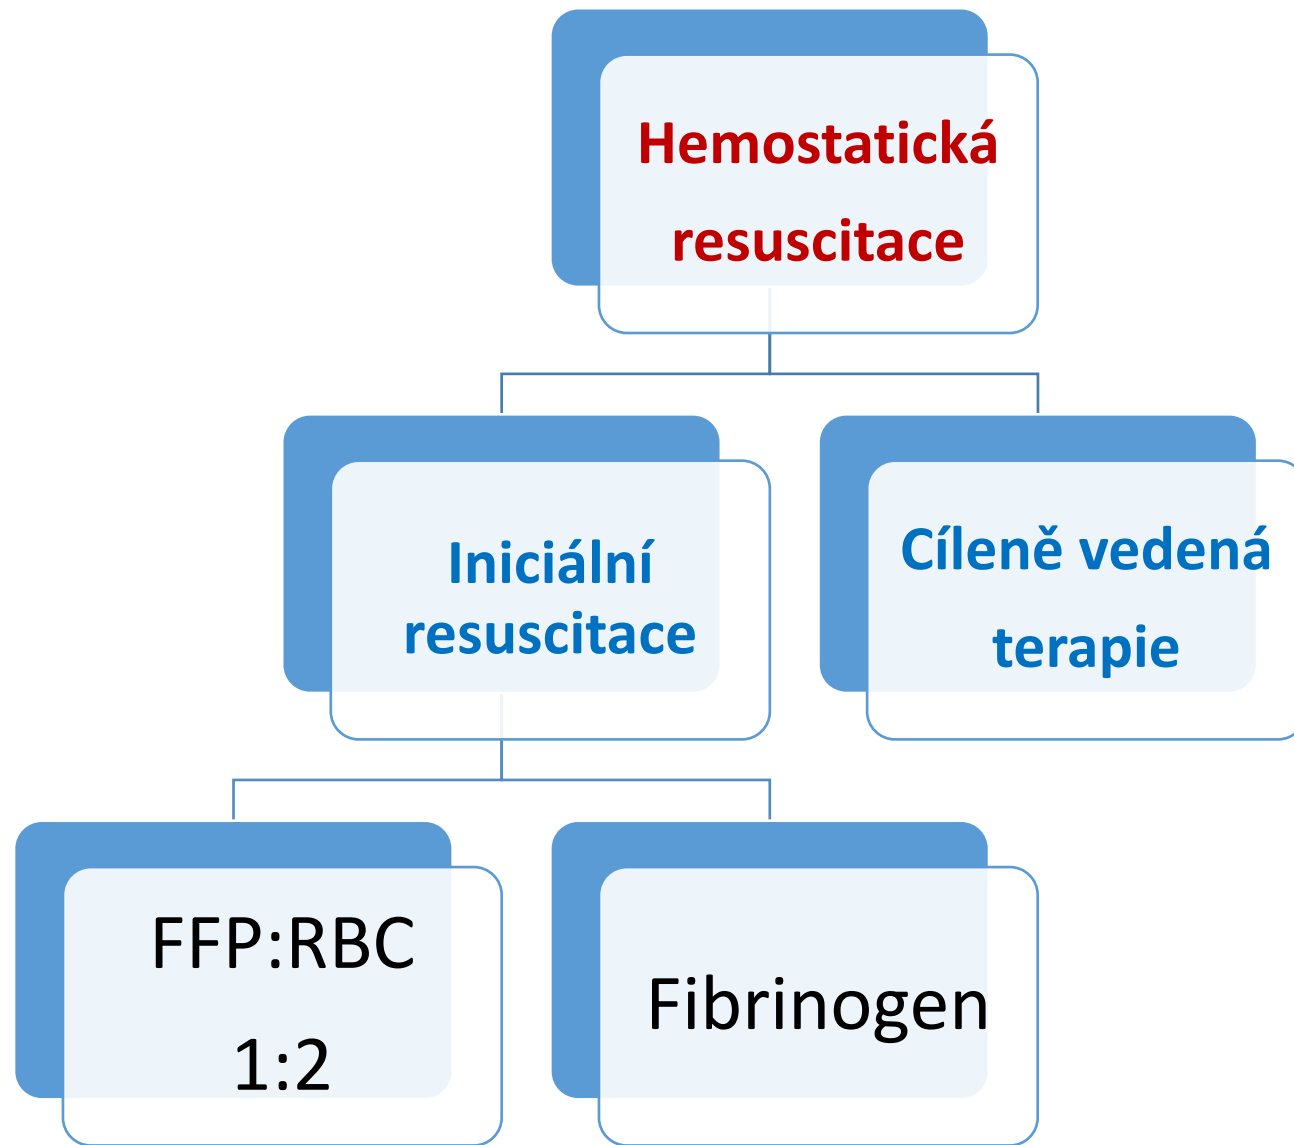 Hemostatická
resuscitace
Iniciální
resuscitace
Cíleně vedená
terapie
FFP:RBC
1:2
Fibrinogen